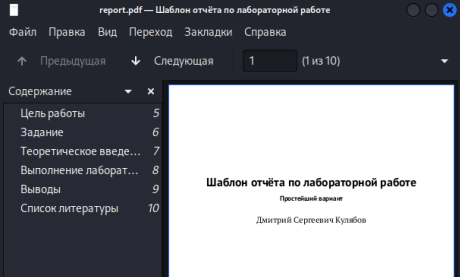 report.pdf — Шаблон отчёта по лабораторной работе
Файл Правка Вид Переход Закладки Справка
Предыдущая Следующая 1 (1 из 10)
Содержание
Цель работы 5
Задание 6
Теоретическое введе... 7
Выполнение лаборат... 8
Выводы 9
Список литературы 10
Шаблон отчёта по лабораторной работе
Простейший вариант
Дмитрий Сергеевич Кулябов